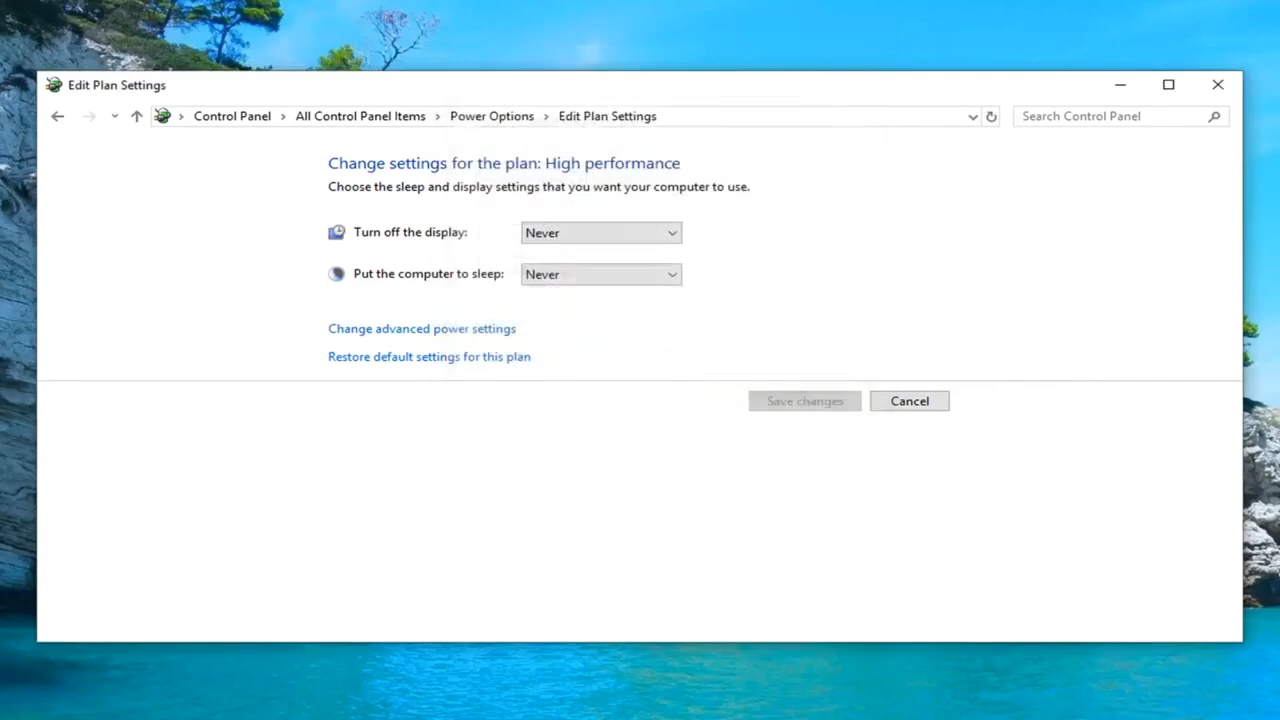 Edit Plan Settings
Control Panel > All Control Panel Items > Power Options > Edit Plan Settings
Search Control Panel
Change settings for the plan: High performance
Choose the sleep and display settings that you want your computer to use.
Turn off the display: Never
Put the computer to sleep: Never
Change advanced power settings
Restore default settings for this plan
Save changes Cancel